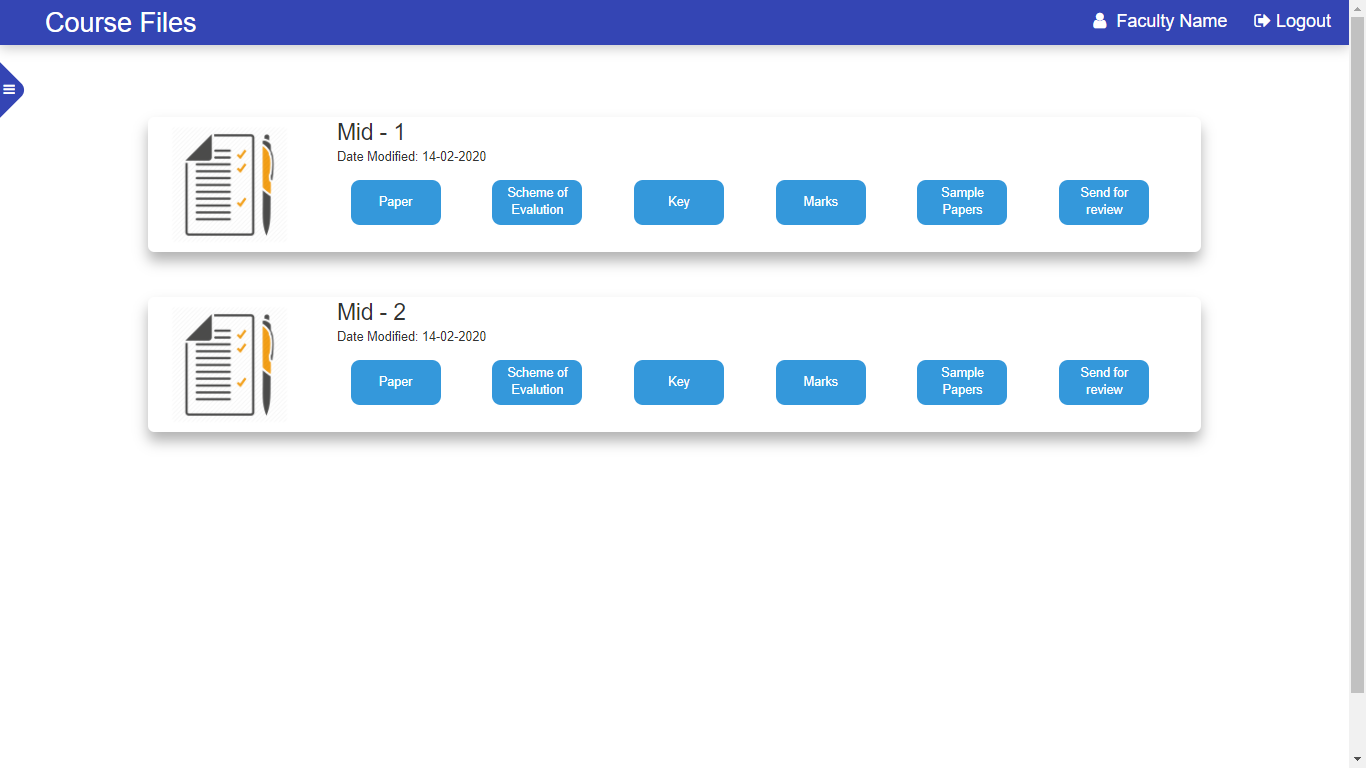 Course Files
Faculty Name
Logout
Mid - 1
Date Modified: 14-02-2020
Paper
Scheme of
Evalution
Key
Marks
Sample
Papers
Send for
review
Mid - 2
Date Modified: 14-02-2020
Paper
Scheme of
Evalution
Key
Marks
Sample
Papers
Send for
review